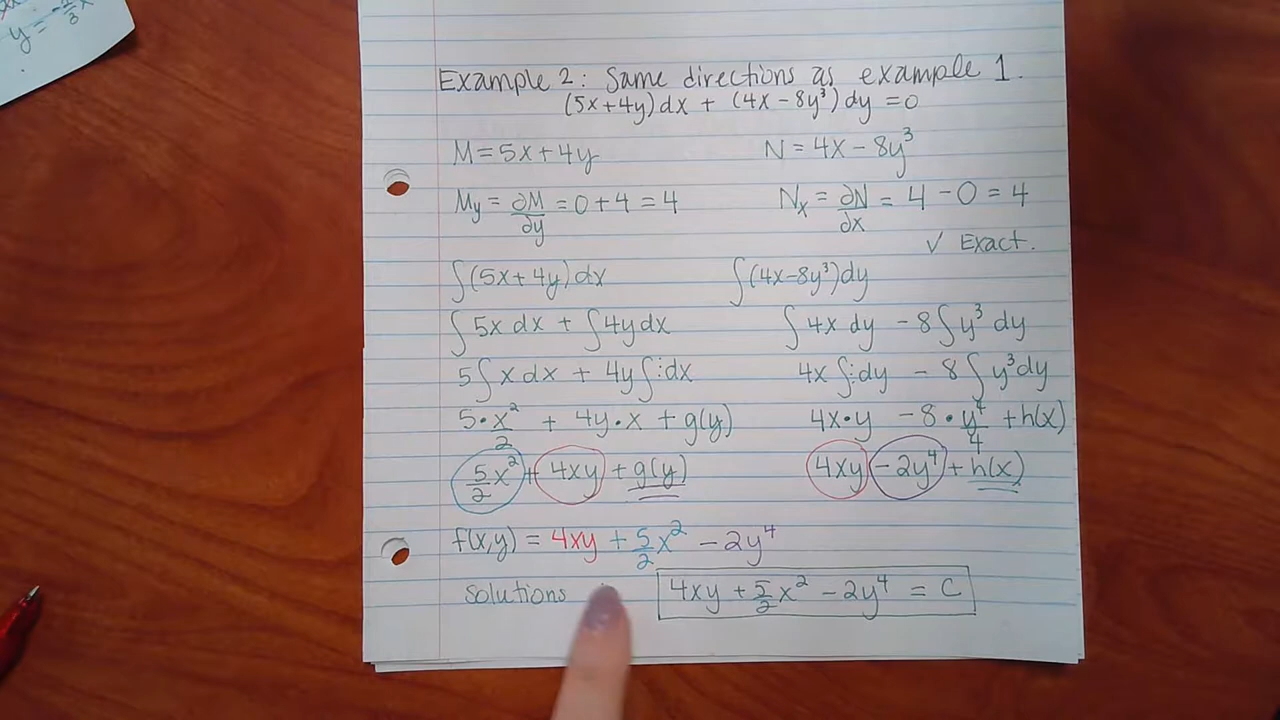 y = -
Example 2: Same directions as example 1.
(5x+4y)dx + (4x-8y³)dy = 0
M = 5x+4y N = 4x-8y³
My = ∂M/∂y = 0+4 = 4 Nx = ∂N/∂x = 4-0 = 4
✓ Exact.
∫(5x+4y)dx ∫(4x-8y³)dy
∫5x dx + ∫4y dx ∫4x dy - 8∫y³ dy
5∫x dx + 4y∫1dx 4x∫1dy - 8∫y³dy
5•x²/2 + 4y•x + g(y) 4x•y - 8•y⁴/4 + h(x)
5/2x² + 4xy + g(y) 4xy - 2y⁴ + h(x)
f(x,y) = 4xy + 5/2x² - 2y⁴
Solutions 4xy + 5/2x² - 2y⁴ = C